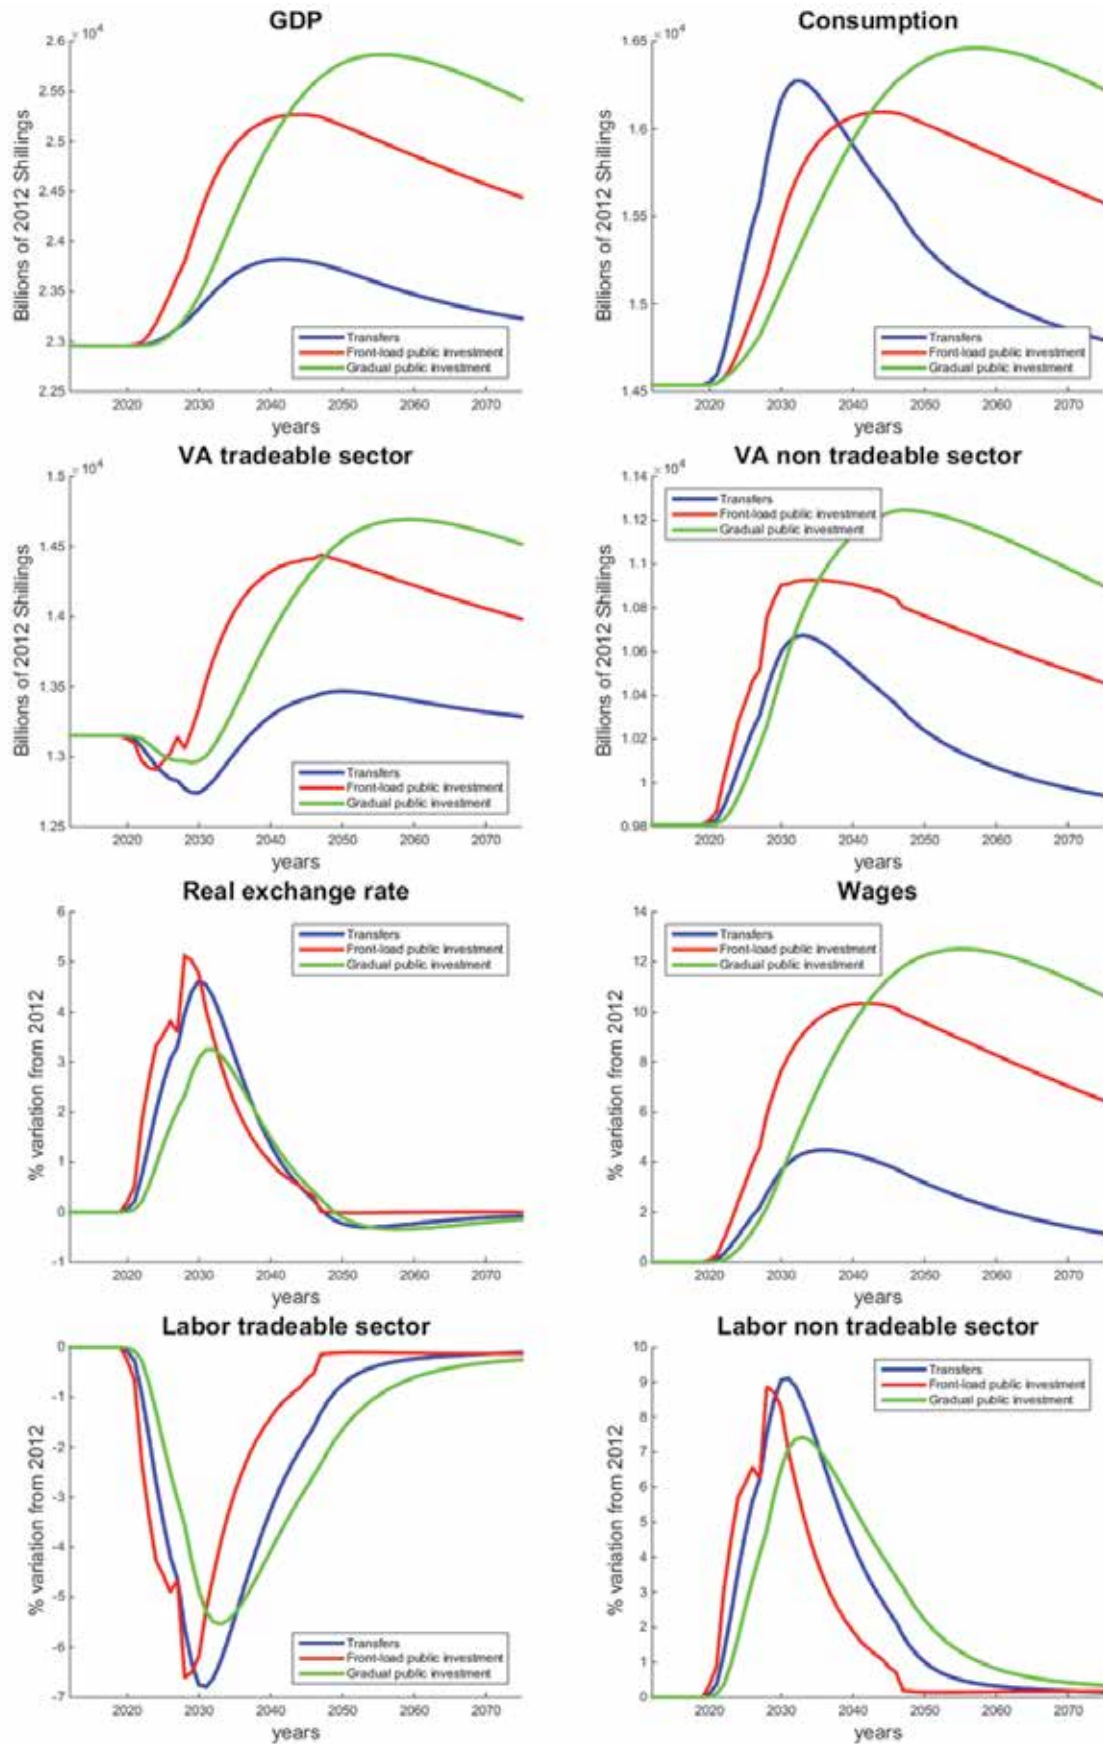 GDP
×10⁴
2.6
2.55
2.5
2.45
2.4
2.35
2.3
2.25
Billions of 2012 Shillings
Transfers
Front-load public investment
Gradual public investment
2020 2030 2040 2050 2060 2070
years
Consumption
×10⁴
1.65
1.6
1.55
1.5
1.45
Billions of 2012 Shillings
Transfers
Front-load public investment
Gradual public investment
2020 2030 2040 2050 2060 2070
years
VA tradeable sector
×10⁴
1.5
1.45
1.4
1.35
1.3
1.25
Billions of 2012 Shillings
Transfers
Front-load public investment
Gradual public investment
2020 2030 2040 2050 2060 2070
years
VA non tradeable sector
×10⁴
1.14
1.12
1.1
1.08
1.06
1.04
1.02
1
0.98
Billions of 2012 Shillings
Transfers
Front-load public investment
Gradual public investment
2020 2030 2040 2050 2060 2070
years
Real exchange rate
6
5
4
3
2
1
0
-1
% variation from 2012
Transfers
Front-load public investment
Gradual public investment
2020 2030 2040 2050 2060 2070
years
Wages
14
12
10
8
6
4
2
0
% variation from 2012
Transfers
Front-load public investment
Gradual public investment
2020 2030 2040 2050 2060 2070
years
Labor tradeable sector
0
-1
-2
-3
-4
-5
-6
-7
% variation from 2012
Transfers
Front-load public investment
Gradual public investment
2020 2030 2040 2050 2060 2070
years
Labor non tradeable sector
10
9
8
7
6
5
4
3
2
1
0
% variation from 2012
Transfers
Front-load public investment
Gradual public investment
2020 2030 2040 2050 2060 2070
years